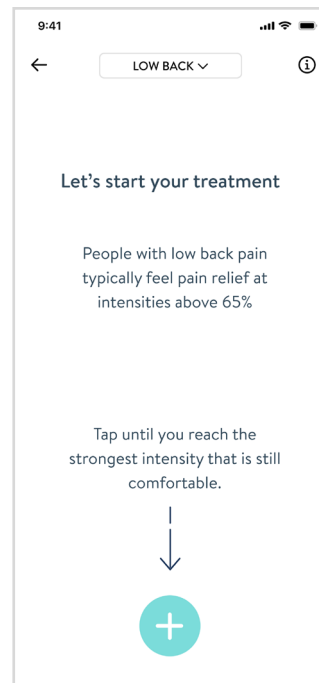 9:41
LOW BACK
Let's start your treatment
People with low back pain
typically feel pain relief at
intensities above 65%
Tap until you reach the
strongest intensity that is still
comfortable.